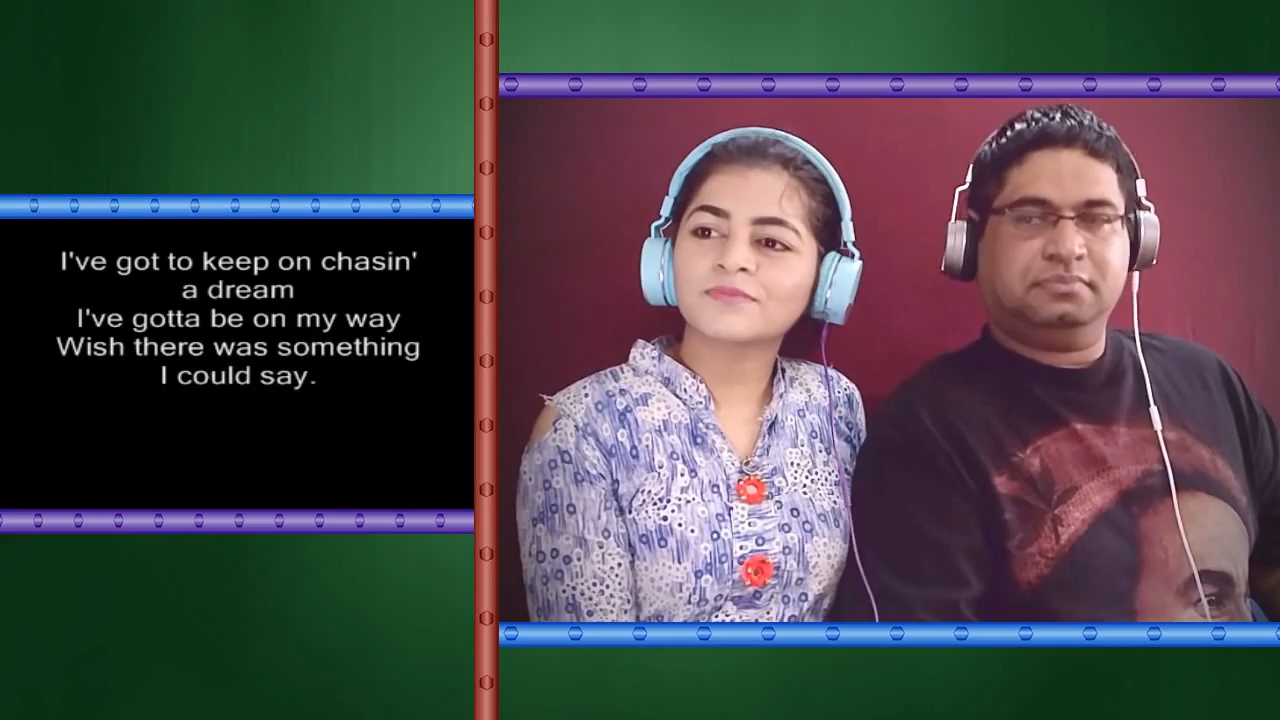 I've got to keep on chasin'
a dream
I've gotta be on my way
Wish there was something
I could say.